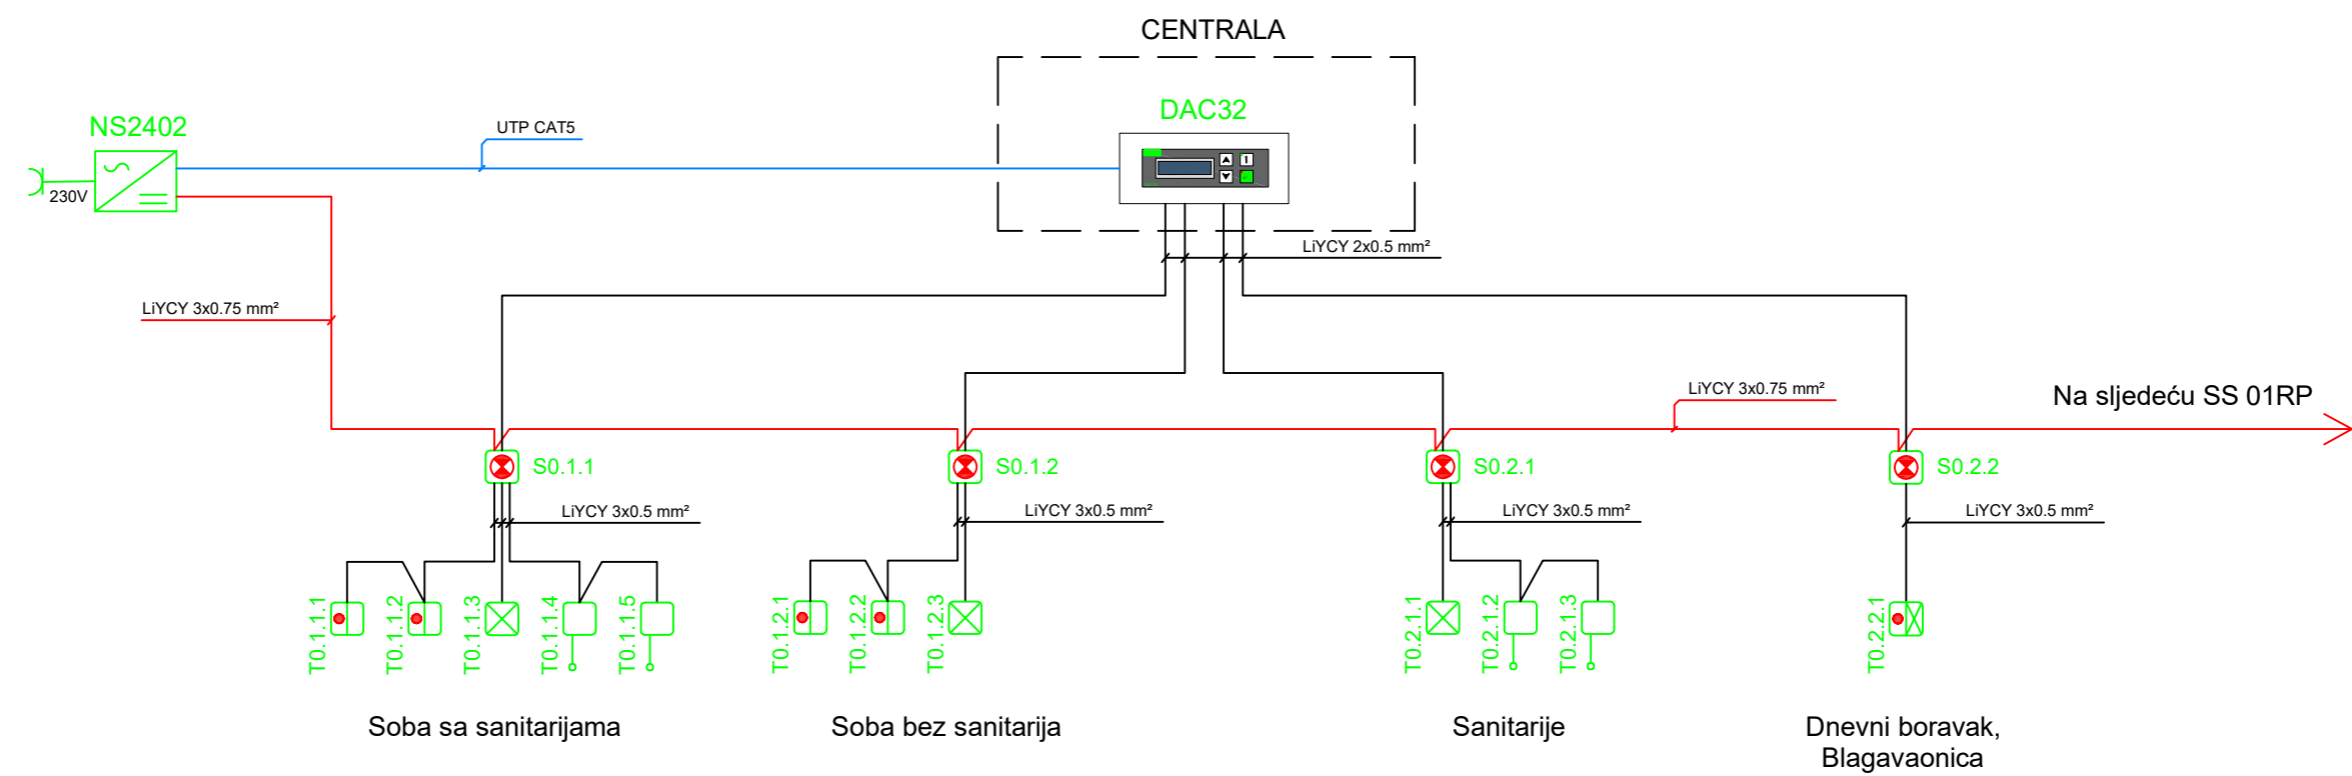 CENTRALA
DAC32
NS2402
UTP CAT5
230V
LiYCY 2x0.5 mm²
LiYCY 3x0.75 mm²
LiYCY 3x0.75 mm²
Na sljedeću SS 01RP
S0.1.1
S0.1.2
S0.2.1
S0.2.2
LiYCY 3x0.5 mm²
LiYCY 3x0.5 mm²
LiYCY 3x0.5 mm²
LiYCY 3x0.5 mm²
T0.1.1.1
T0.1.1.2
T0.1.1.3
T0.1.1.4
T0.1.1.5
T0.1.2.1
T0.1.2.2
T0.1.2.3
T0.2.1.1
T0.2.1.2
T0.2.1.3
T0.2.2.1
Soba sa sanitarijama
Soba bez sanitarija
Sanitarije
Dnevni boravak,
Blagavaonica